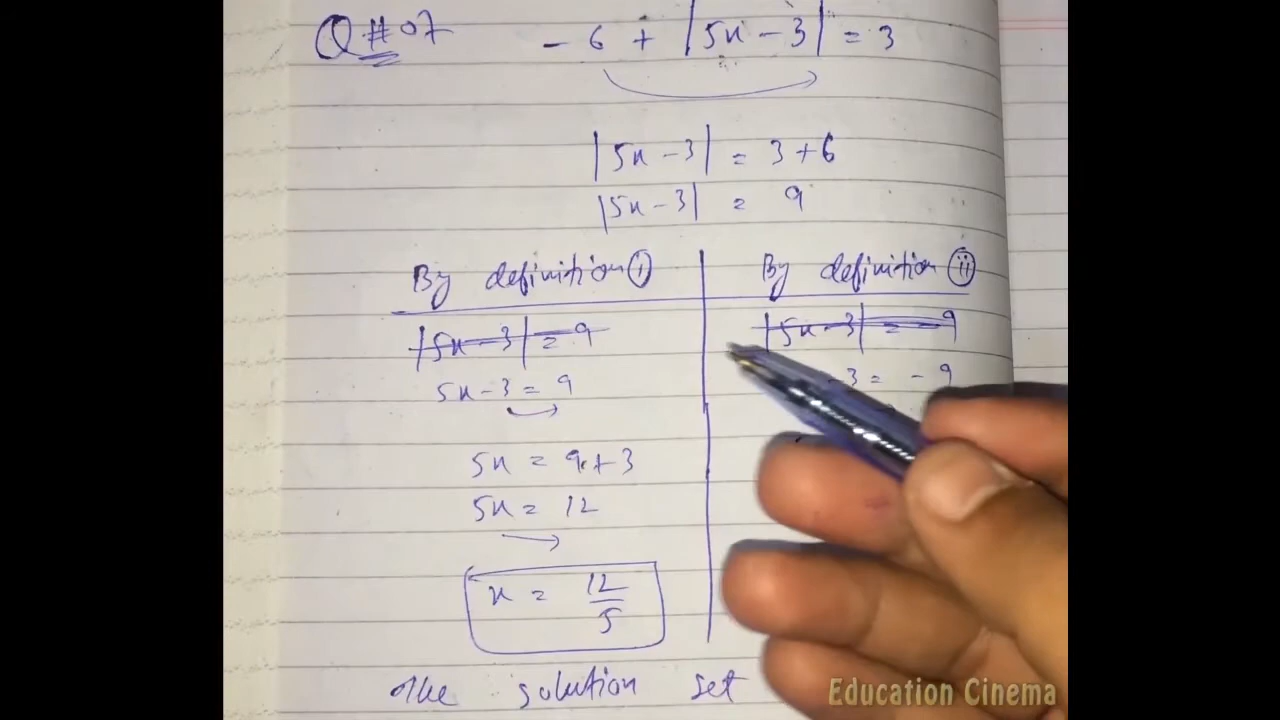 Q # 07 - 6 + |5x - 3| = 3
|5x - 3| = 3 + 6
|5x - 3| = 9
By definition (i)
|5x - 3| = 9
5x - 3 = 9
5x = 9 + 3
5x = 12
x = 12/5
By definition (ii)
|5x - 3| = - 9
-3 = - 9
The solution set
Education Cinema